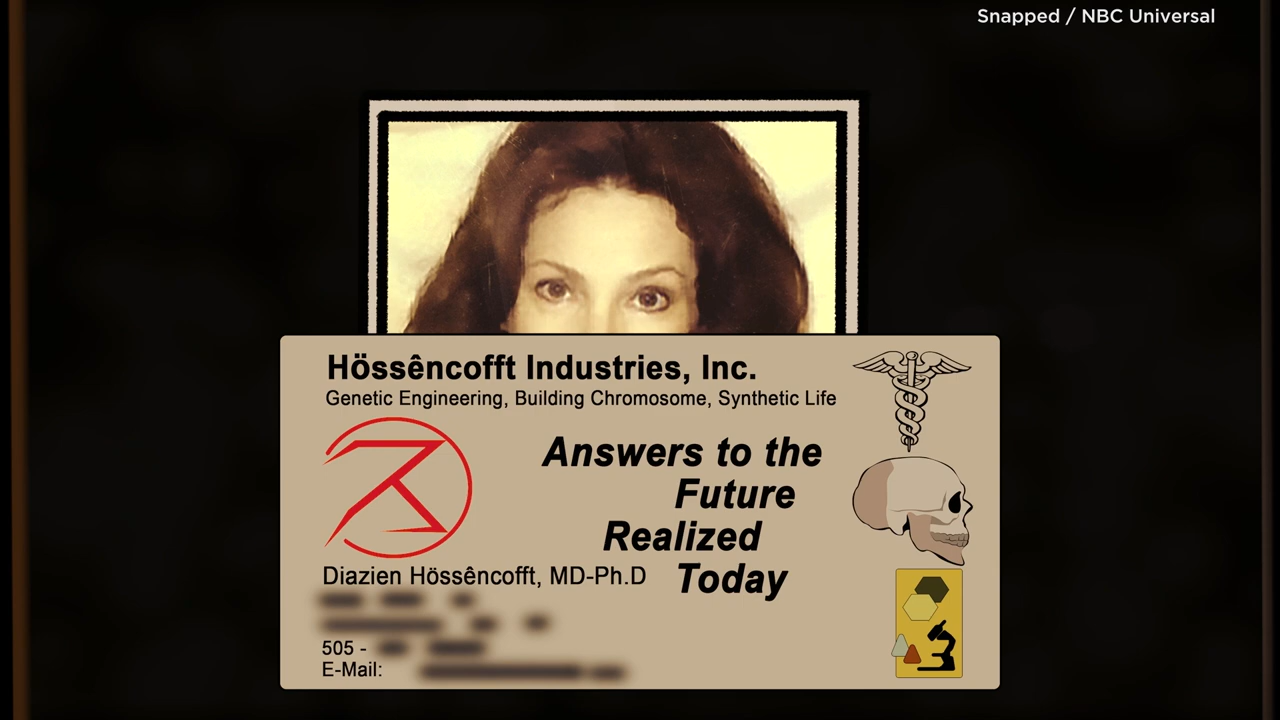 Snapped / NBC Universal
Hössêncofft Industries, Inc.
Genetic Engineering, Building Chromosome, Synthetic Life
Answers to the
Future
Realized
Today
Diazien Hössêncofft, MD-Ph.D
505 -
E-Mail: